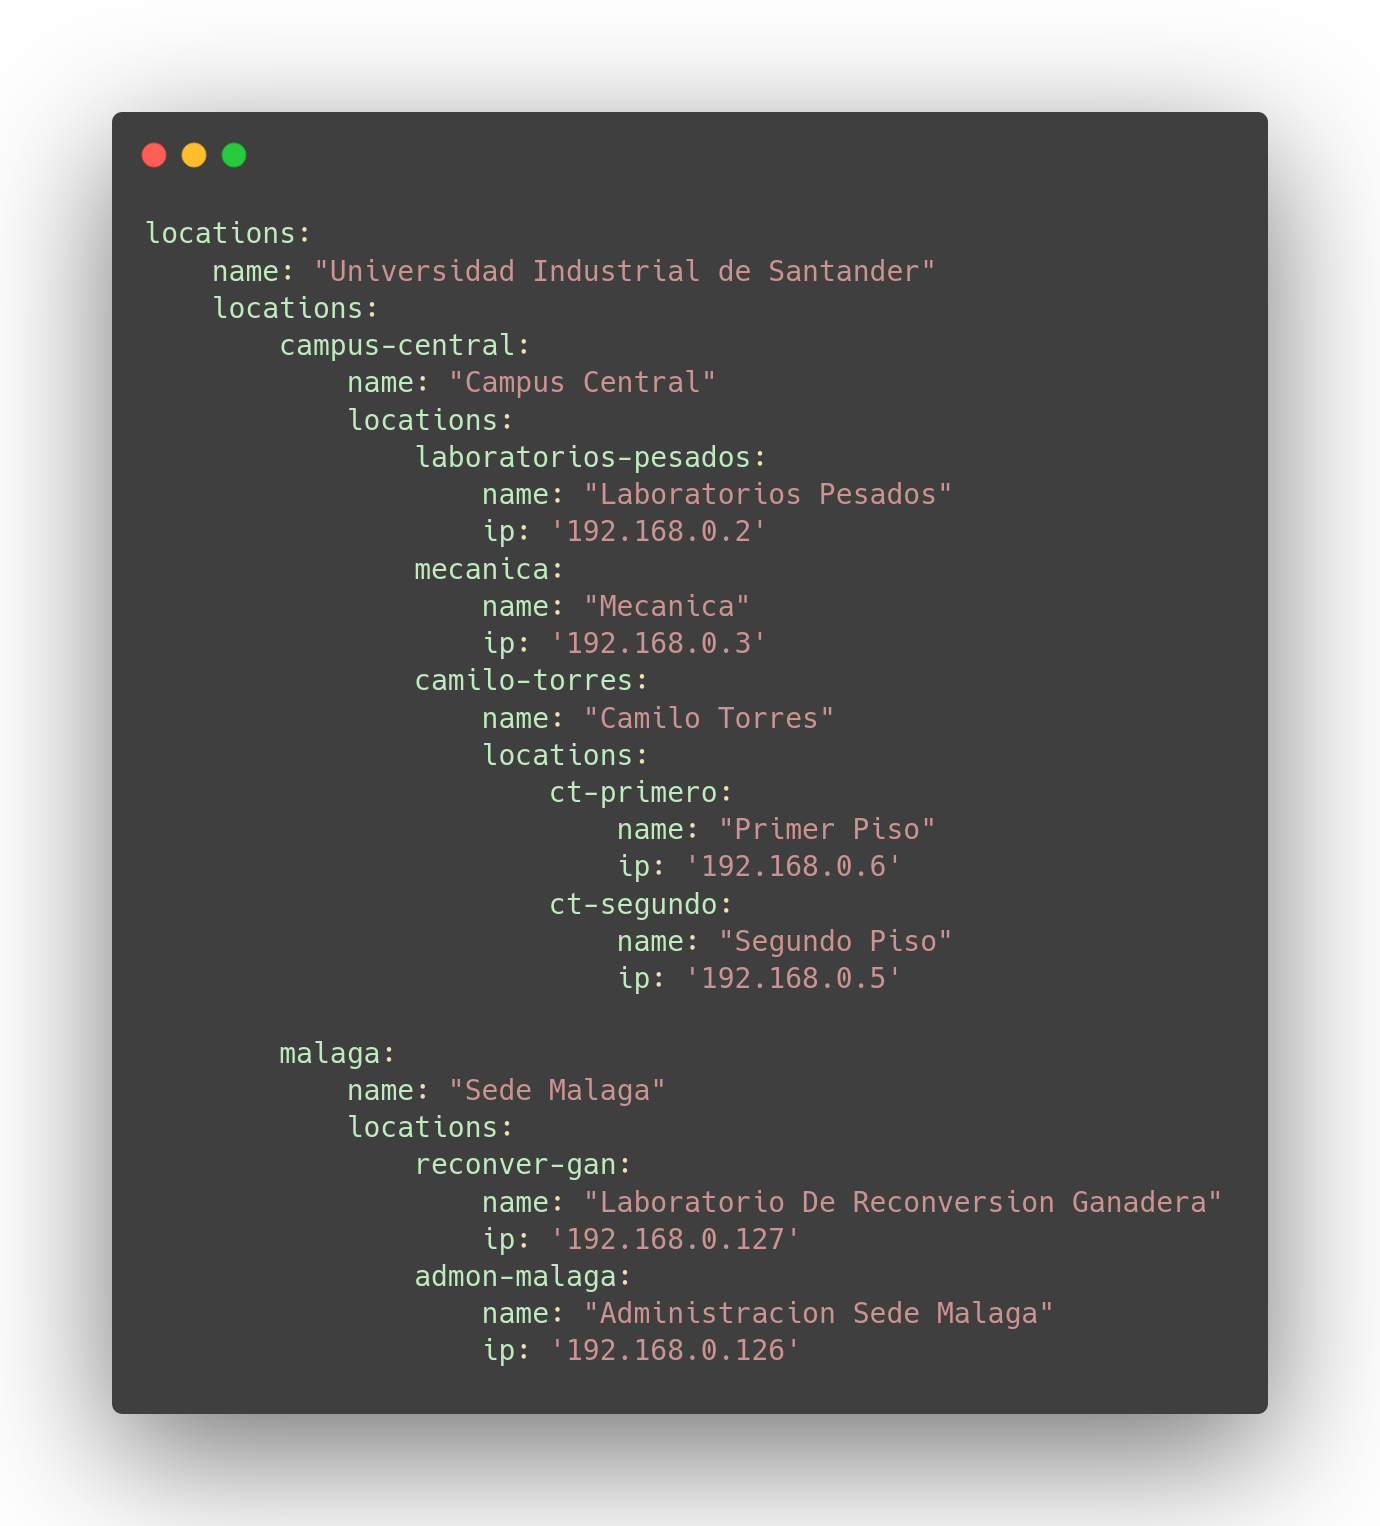 locations:
    name: "Universidad Industrial de Santander"
    locations:
        campus-central:
            name: "Campus Central"
            locations:
                laboratorios-pesados:
                    name: "Laboratorios Pesados"
                    ip: '192.168.0.2'
                mecanica:
                    name: "Mecanica"
                    ip: '192.168.0.3'
                camilo-torres:
                    name: "Camilo Torres"
                    locations:
                        ct-primero:
                            name: "Primer Piso"
                            ip: '192.168.0.6'
                        ct-segundo:
                            name: "Segundo Piso"
                            ip: '192.168.0.5'

        malaga:
            name: "Sede Malaga"
            locations:
                reconver-gan:
                    name: "Laboratorio De Reconversion Ganadera"
                    ip: '192.168.0.127'
                admon-malaga:
                    name: "Administracion Sede Malaga"
                    ip: '192.168.0.126'